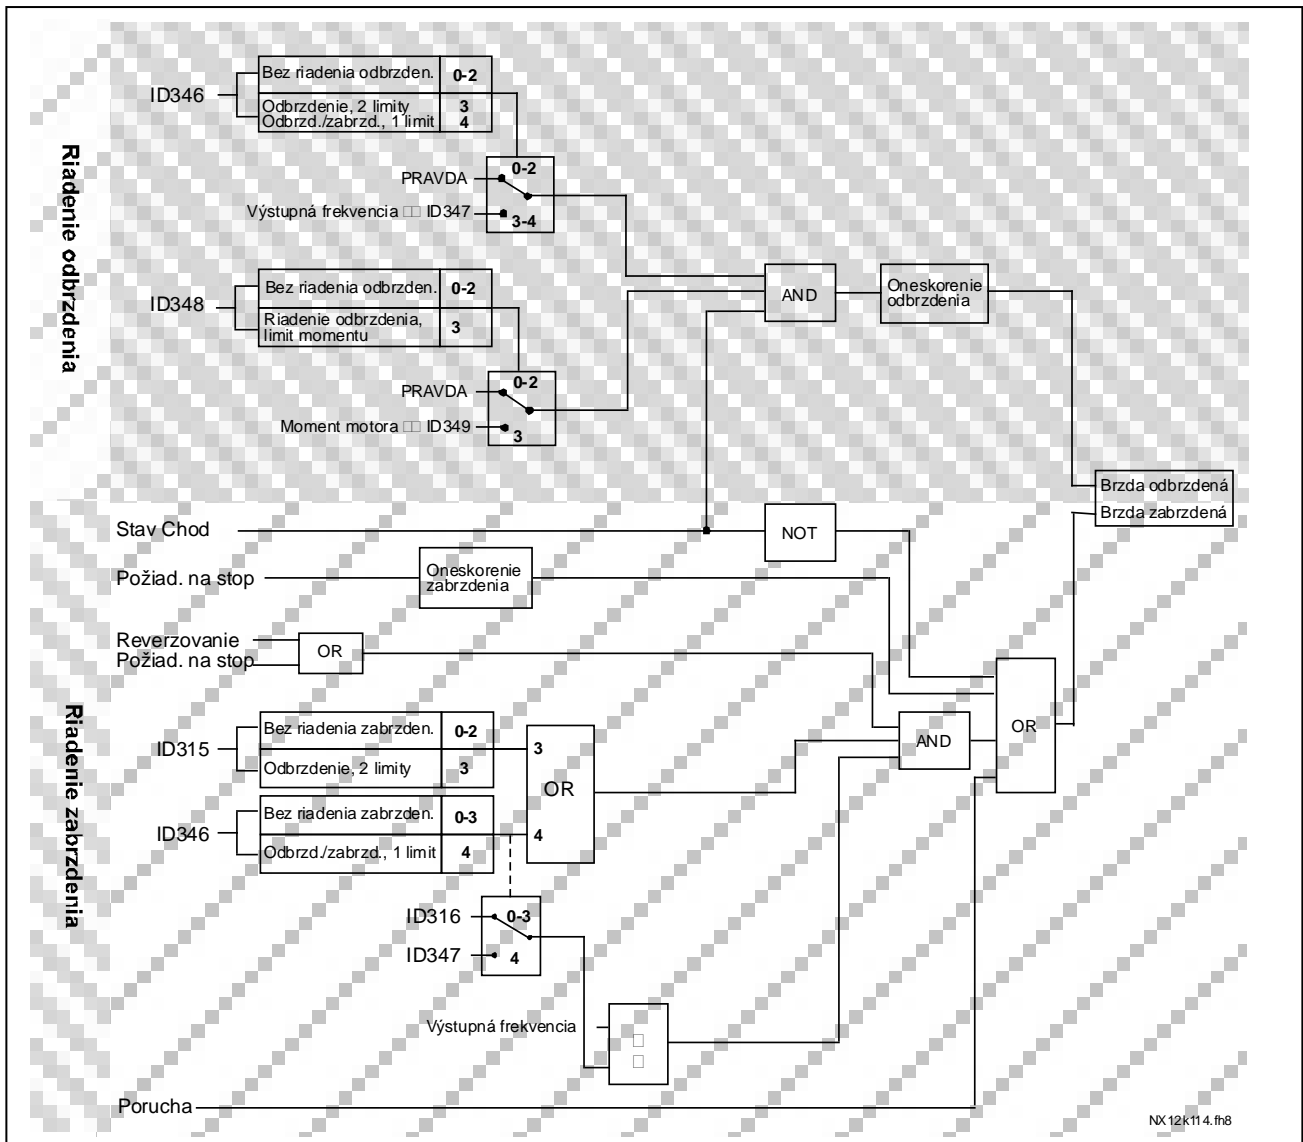 Riadenie odbrzdenia
ID346
Bez riadenia odbrzden. 0-2
Odbrzdenie, 2 limity 3
Odbrzd./zabrzd., 1 limit 4
0-2
PRAVDA
Výstupná frekvencia □□ ID347
3-4
ID348
Bez riadenia odbrzden. 0-2
Riadenie odbrzdenia,
limit momentu
3
0-2
PRAVDA
Moment motora □□ ID349
3
AND
Oneskorenie
odbrzdenia
Brzda odbrzdená
Brzda zabrzdená
Riadenie zabrzdenia
Stav Chod
NOT
Požiad. na stop
Oneskorenie
zabrzdenia
Reverzovanie
Požiad. na stop
OR
ID315
Bez riadenia zabrzden. 0-2
Odbrzdenie, 2 limity 3
3
OR
4
ID346
Bez riadenia zabrzden. 0-3
Odbrzd./zabrzd., 1 limit 4
AND
OR
ID316
0-3
ID347
4
Výstupná frekvencia
□
□
Porucha
NX12k114.fh8